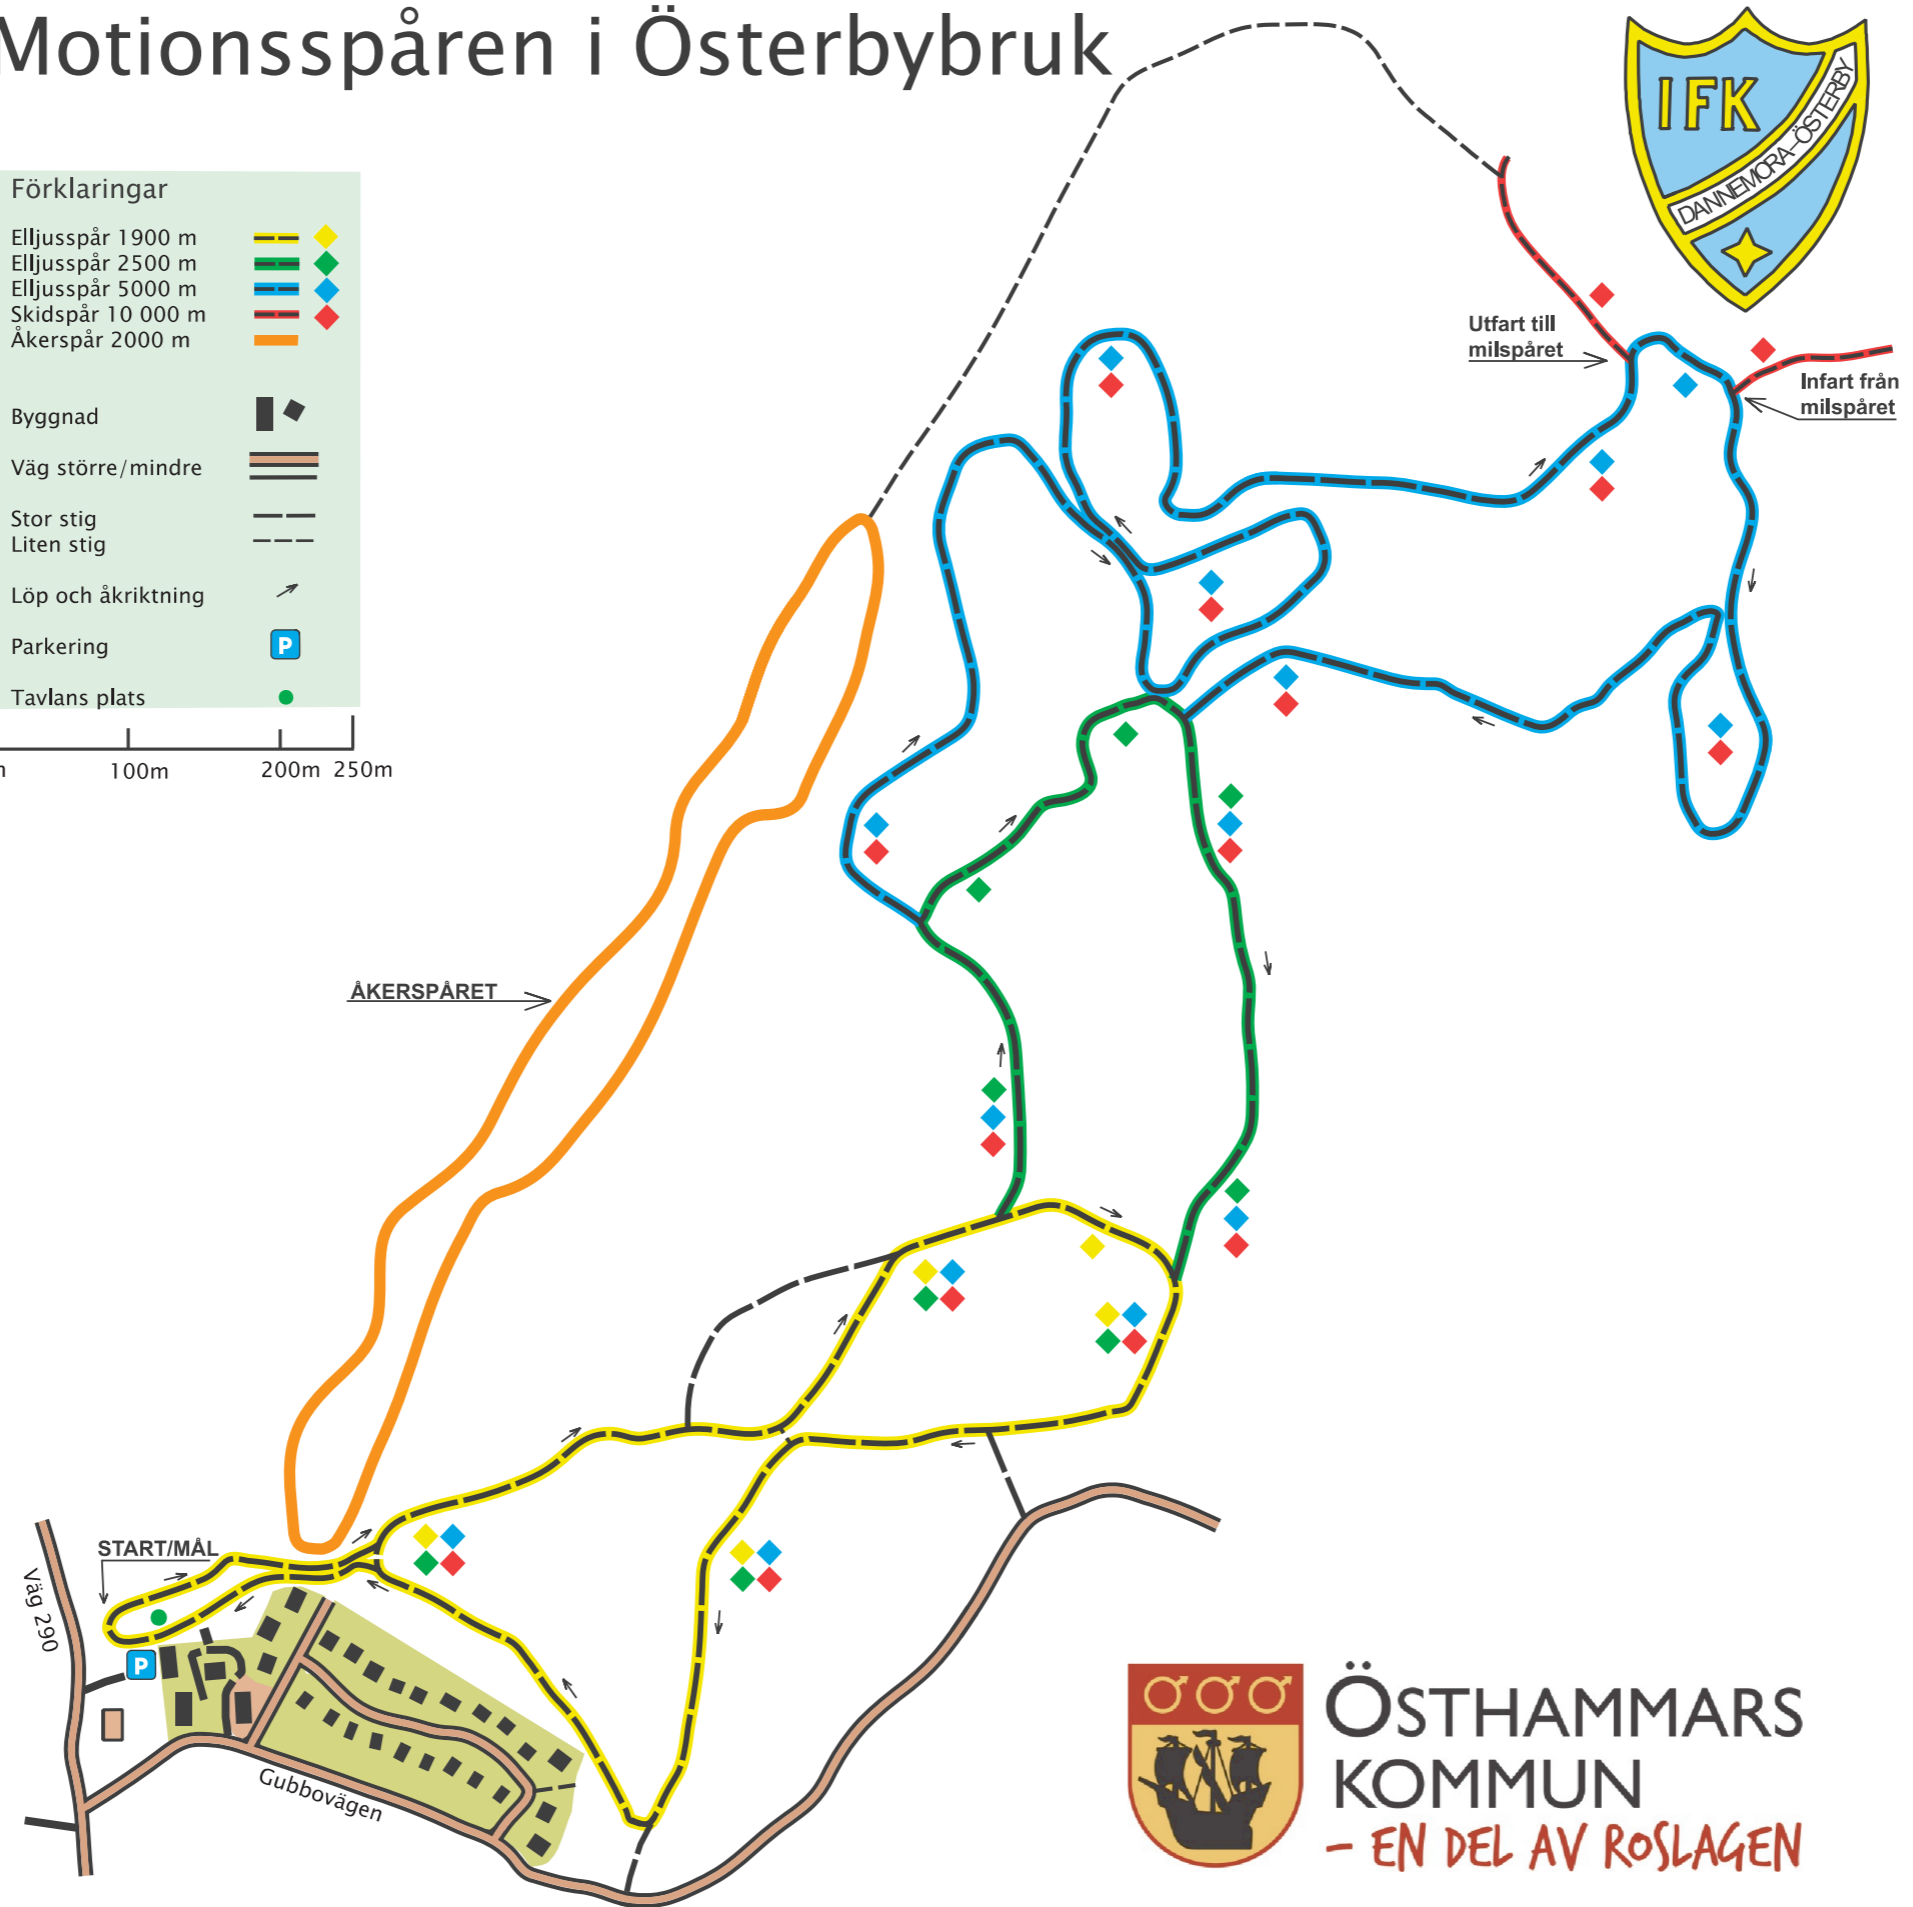 Motionsspåren i Österbybruk
IFK
DANNEMORA-ÖSTERBY
Förklaringar
Elljusspår 1900 m
Elljusspår 2500 m
Elljusspår 5000 m
Skidspår 10 000 m
Åkerspår 2000 m
Byggnad
Väg större/mindre
Stor stig
Liten stig
Löp och åkriktning
Parkering P
Tavlans plats
100m 200m 250m
Utfart till
milspåret
Infart från
milspåret
ÅKERSPÅRET
START/MÅL
Väg 290
P
Gubbovägen
ÖSTHAMMARS
KOMMUN
- EN DEL AV ROSLAGEN